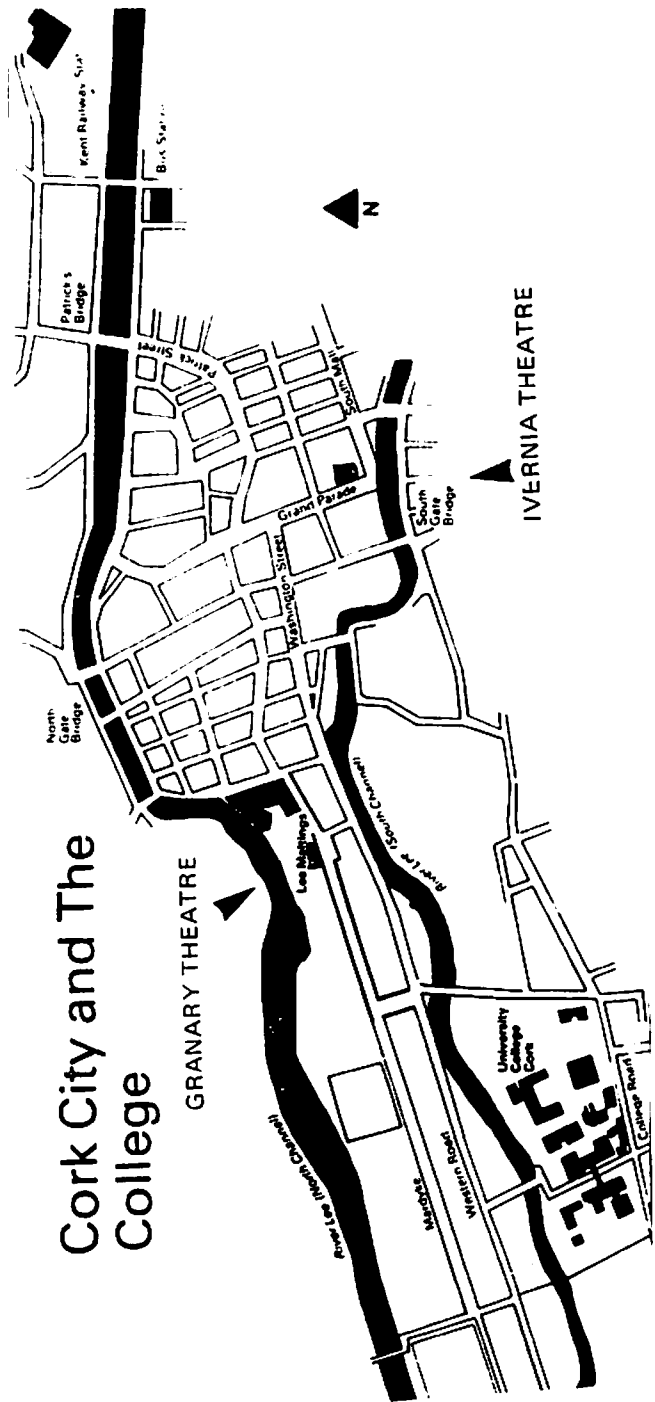 Cork City and The
College
GRANARY THEATRE
North
Gate
Bridge
Patrick's
Bridge
Kent Railway Stat
Patrick Street
South Mall
Grand Parade
Washington Street
South
Gate
Bridge
IVERNIA THEATRE
N
Lee Maltings
River Lee (North Channel)
River Lee (South Channel)
Mardyke
Western Road
University
College
Cork
College Road